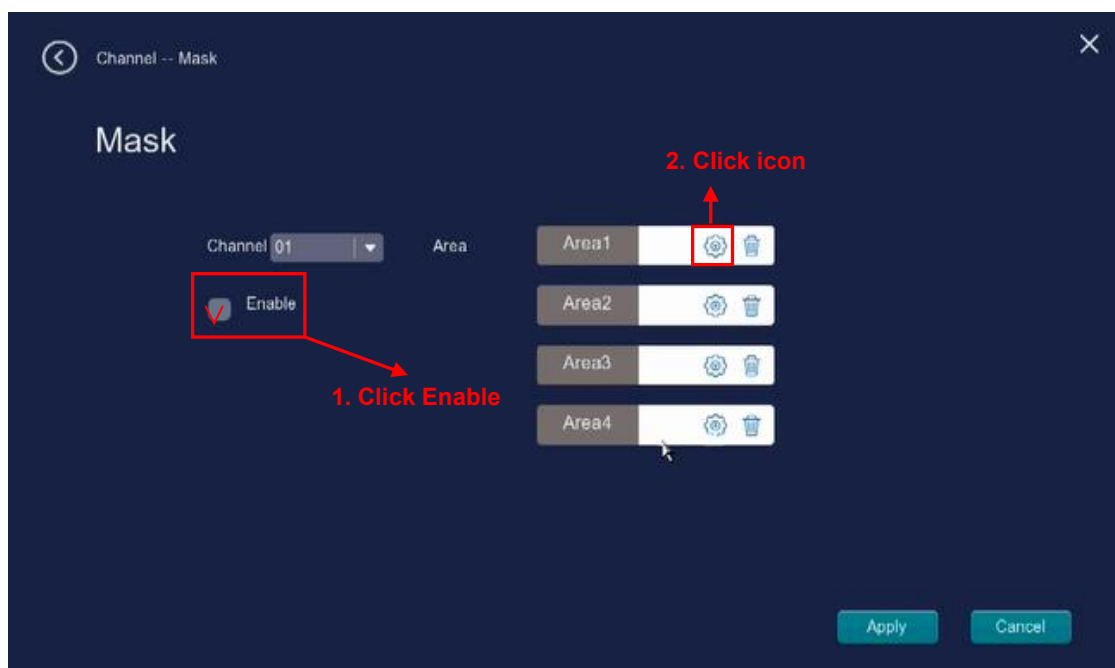 Channel -- Mask
Mask
2. Click icon
Channel 01 Area Area1
Enable Area2
Area3
1. Click Enable
Area4
Apply Cancel